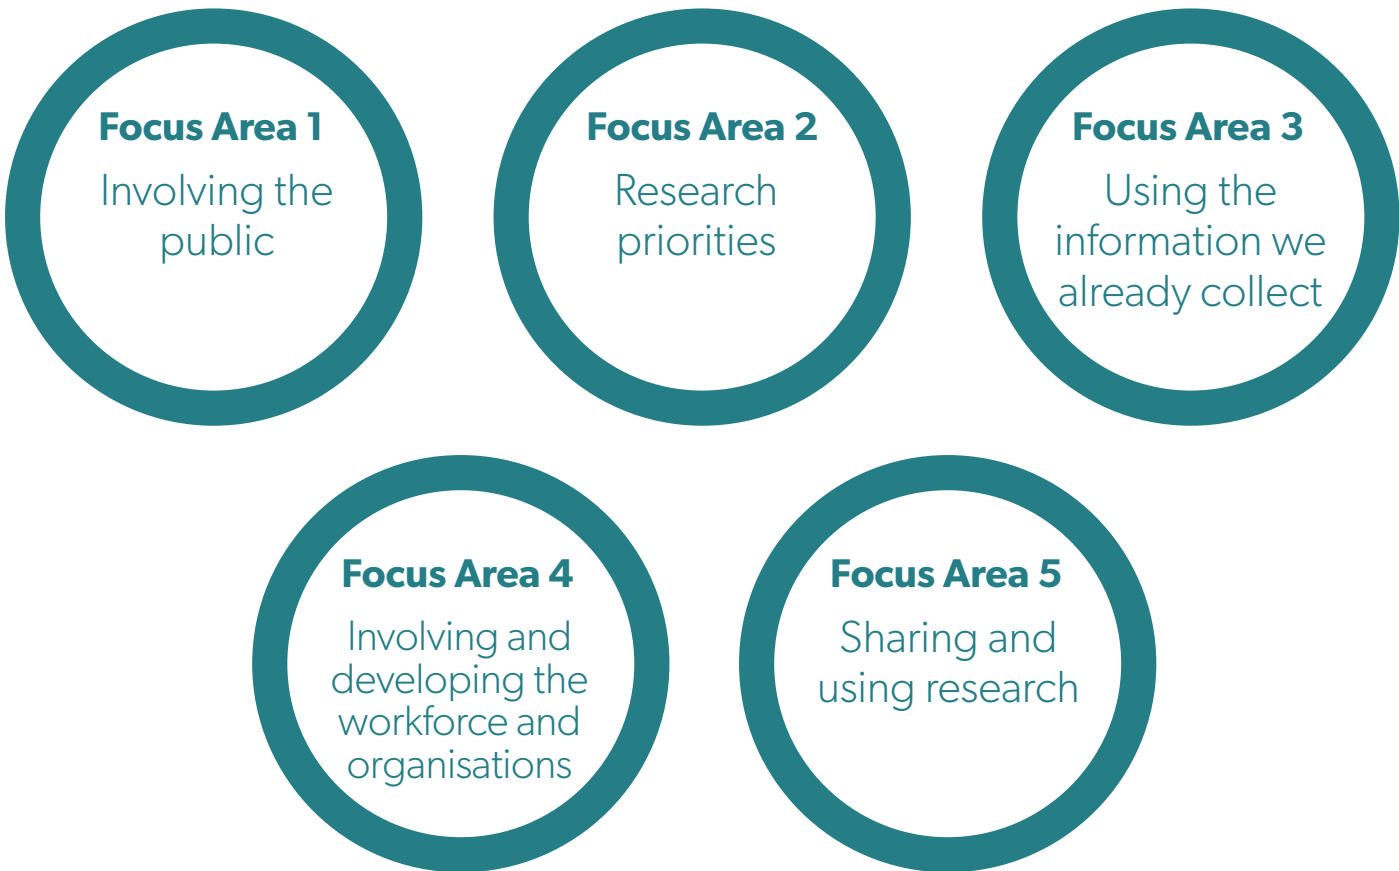 Focus Area 1
Involving the
public
Focus Area 2
Research
priorities
Focus Area 3
Using the
information we
already collect
Focus Area 4
Involving and
developing the
workforce and
organisations
Focus Area 5
Sharing and
using research